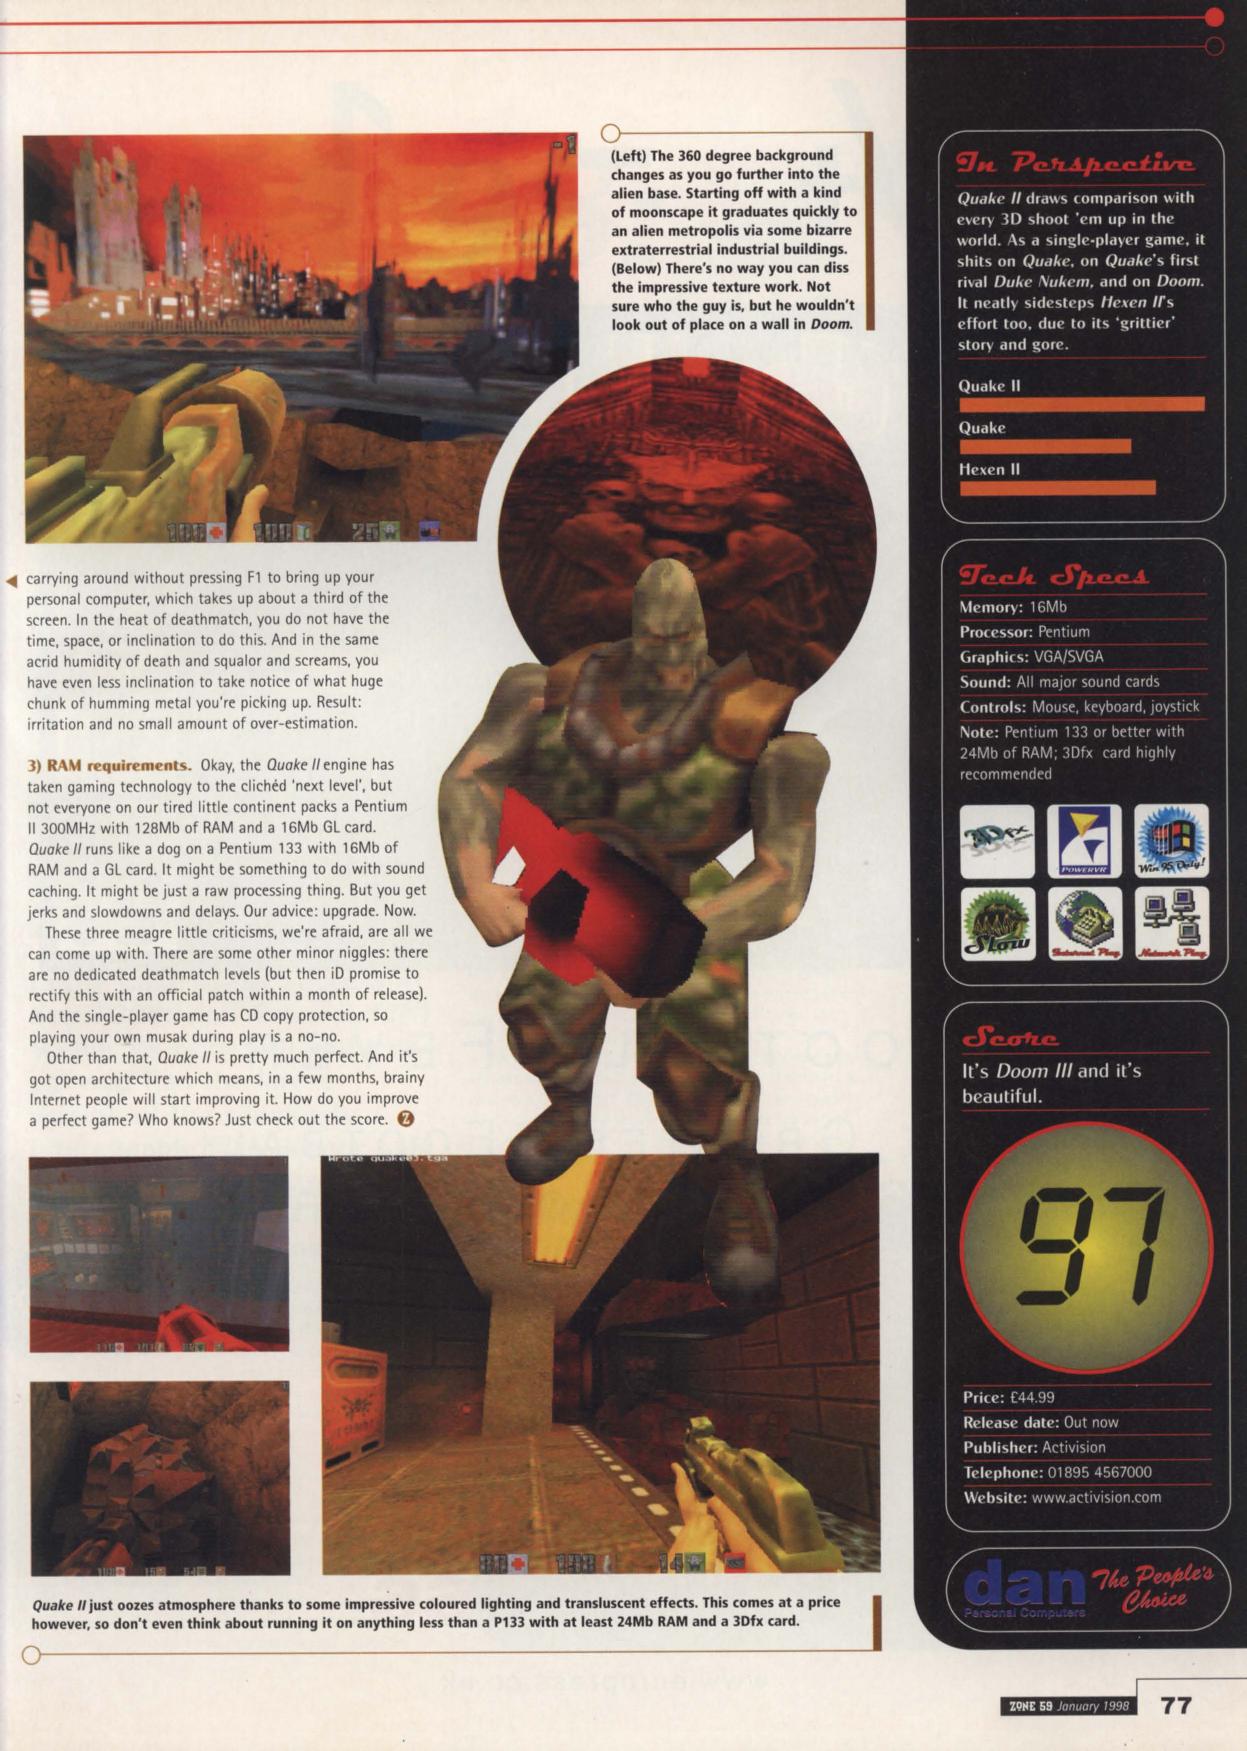 (Left) The 360 degree background
changes as you go further into the
alien base. Starting off with a kind
of moonscape it graduates quickly to
an alien metropolis via some bizarre
extraterrestrial industrial buildings.
(Below) There's no way you can diss
the impressive texture work. Not
sure who the guy is, but he wouldn't
look out of place on a wall in Doom.
100 100 25
carrying around without pressing F1 to bring up your
personal computer, which takes up about a third of the
screen. In the heat of deathmatch, you do not have the
time, space, or inclination to do this. And in the same
acrid humidity of death and squalor and screams, you
have even less inclination to take notice of what huge
chunk of humming metal you're picking up. Result:
irritation and no small amount of over-estimation.
3) RAM requirements. Okay, the Quake II engine has
taken gaming technology to the clichéd 'next level', but
not everyone on our tired little continent packs a Pentium
II 300MHz with 128Mb of RAM and a 16Mb GL card.
Quake II runs like a dog on a Pentium 133 with 16Mb of
RAM and a GL card. It might be something to do with sound
caching. It might be just a raw processing thing. But you get
jerks and slowdowns and delays. Our advice: upgrade. Now.
These three meagre little criticisms, we're afraid, are all we
can come up with. There are some other minor niggles: there
are no dedicated deathmatch levels (but then iD promise to
rectify this with an official patch within a month of release).
And the single-player game has CD copy protection, so
playing your own musak during play is a no-no.
Other than that, Quake II is pretty much perfect. And it's
got open architecture which means, in a few months, brainy
Internet people will start improving it. How do you improve
a perfect game? Who knows? Just check out the score. Z
Wrote quake03.tga
Quake II just oozes atmosphere thanks to some impressive coloured lighting and transluscent effects. This comes at a price
however, so don't even think about running it on anything less than a P133 with at least 24Mb RAM and a 3Dfx card.
In Perspective
Quake II draws comparison with
every 3D shoot 'em up in the
world. As a single-player game, it
shits on Quake, on Quake's first
rival Duke Nukem, and on Doom.
It neatly sidesteps Hexen II's
effort too, due to its 'grittier'
story and gore.
Quake II
Quake
Hexen II
Tech Specs
Memory: 16Mb
Processor: Pentium
Graphics: VGA/SVGA
Sound: All major sound cards
Controls: Mouse, keyboard, joystick
Note: Pentium 133 or better with
24Mb of RAM; 3Dfx card highly
recommended
3Dfx
POWERVR
Win 95 Only!
Slow
Internet Play
Network Play
Score
It's Doom III and it's
beautiful.
97
Price: £44.99
Release date: Out now
Publisher: Activision
Telephone: 01895 4567000
Website: www.activision.com
dan
Personal Computers
The People's
Choice
ZONE 59 January 1998 77